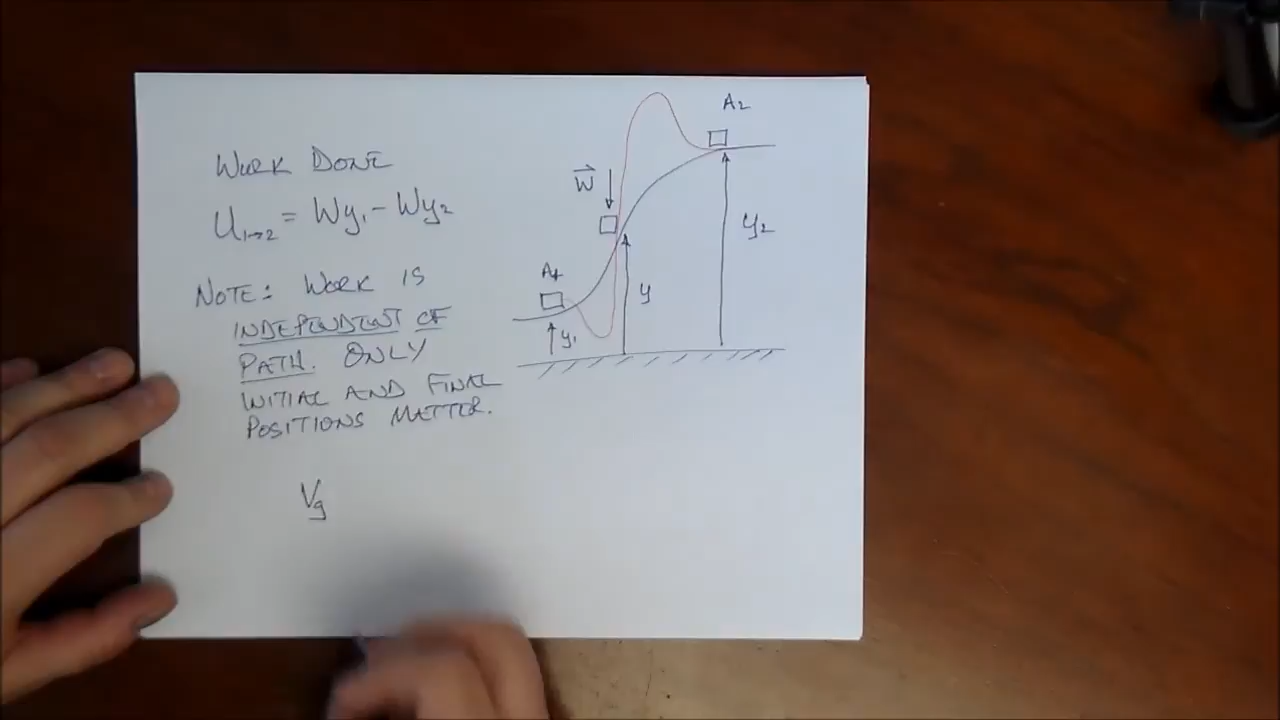 WORK DONE
U1→2 = Wy1 - Wy2
NOTE: WORK IS
INDEPENDENT OF
PATH. ONLY
INITIAL AND FINAL
POSITIONS MATTER.
Vg
A2
W
y2
A1
y
y1